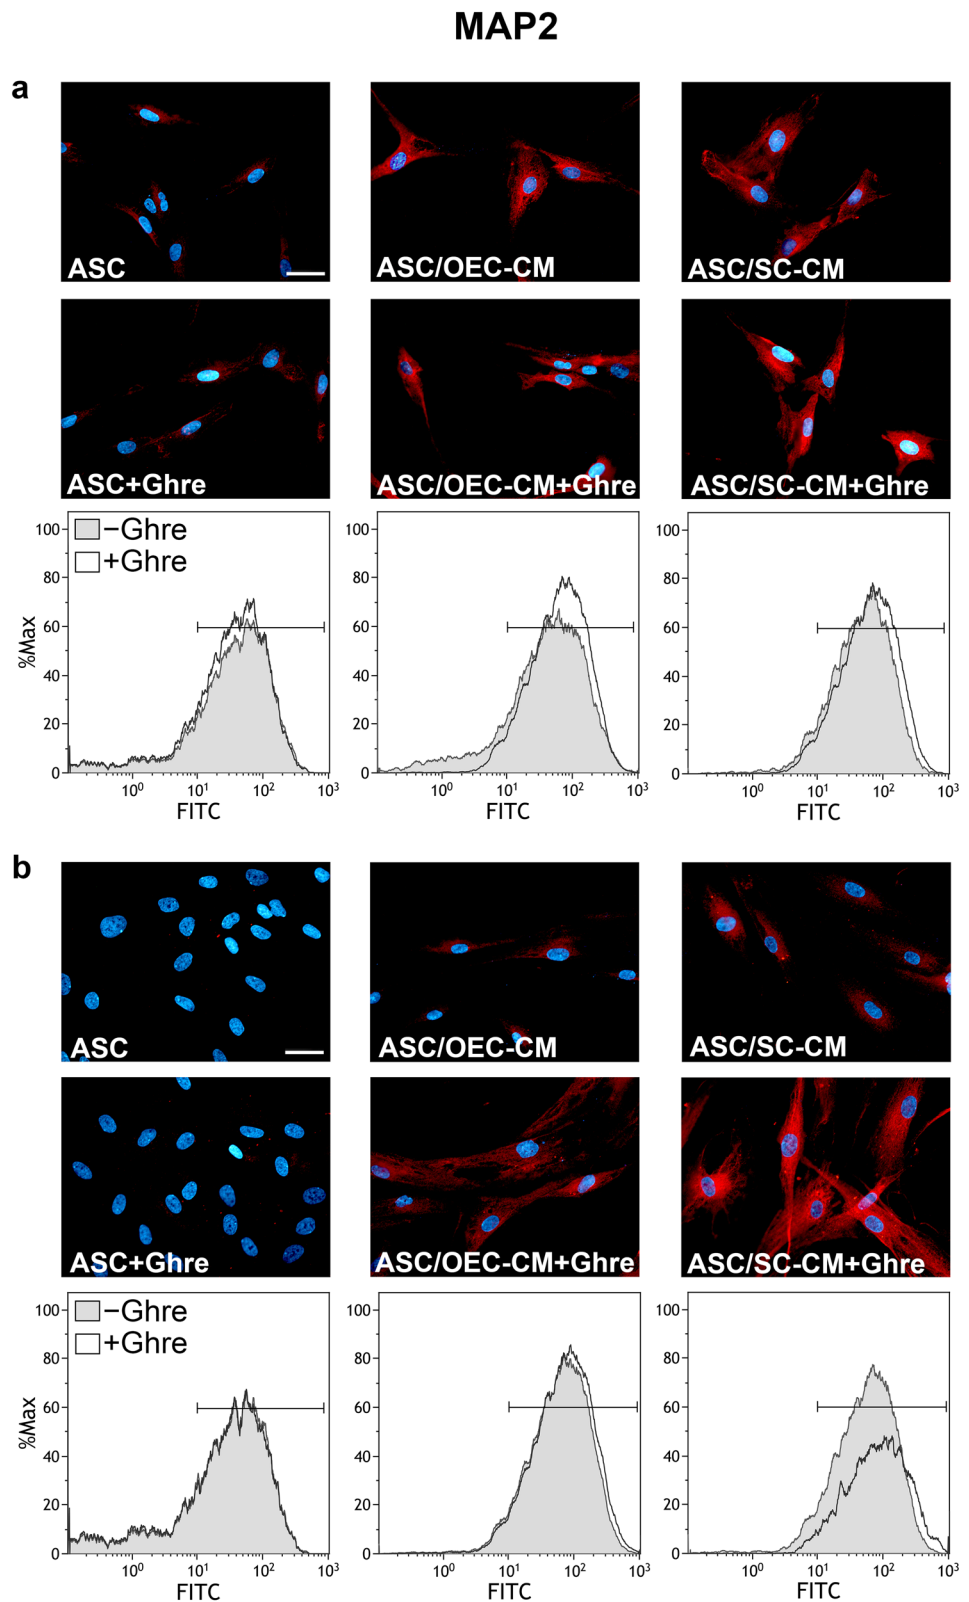 MAP2
a
ASC
ASC/OEC-CM
ASC/SC-CM
ASC+Ghre
ASC/OEC-CM+Ghre
ASC/SC-CM+Ghre
100
80
60
40
20
0
%Max
−Ghre
+Ghre
10⁰ 10¹ 10² 10³
FITC
100
80
60
40
20
0
10⁰ 10¹ 10² 10³
FITC
100
80
60
40
20
0
10⁰ 10¹ 10² 10³
FITC
b
ASC
ASC/OEC-CM
ASC/SC-CM
ASC+Ghre
ASC/OEC-CM+Ghre
ASC/SC-CM+Ghre
100
80
60
40
20
0
%Max
−Ghre
+Ghre
10⁰ 10¹ 10² 10³
FITC
100
80
60
40
20
0
10⁰ 10¹ 10² 10³
FITC
100
80
60
40
20
0
10⁰ 10¹ 10² 10³
FITC